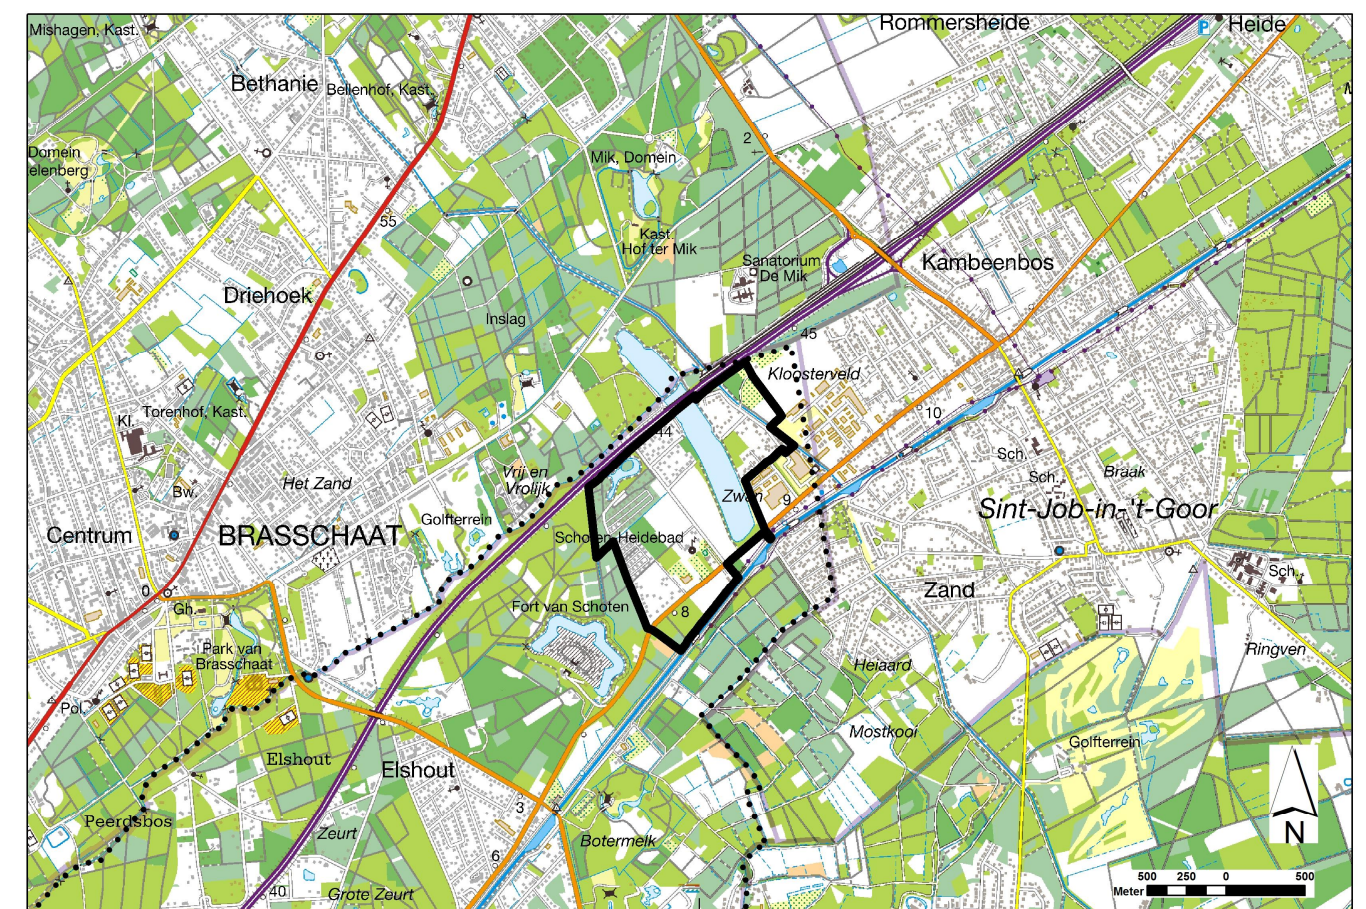 Rommersheide
P
Heide
Mishagen, Kast.
Bethanie
Bellenhof, Kast.
2
Domein
elenberg
Mik, Domein
55
Kast.
Hof ter Mik
Sanatorium
De Mik
Kambeenbos
Driehoek
Inslag
45
Kloosterveld
Torenhof, Kast.
Kl.
10
44
Sch.
Sch.
Braak
Vrij en
Vrolijk
Het Zand
Bw.
Zwan
9
Sint-Job-in-'t-Goor
Golfterrein
Centrum
BRASSCHAAT
Schoten-Heidebad
Sch.
0
Zand
Gh.
Fort van Schoten
8
Park van
Brasschaat
Heiaard
Ringven
Pol.
Mostkooi
Golfterrein
Elshout
Elshout
3
Peerdsbos
Zeurt
Botermelk
N
6
40
Grote Zeurt
500 250 0 500
Meter